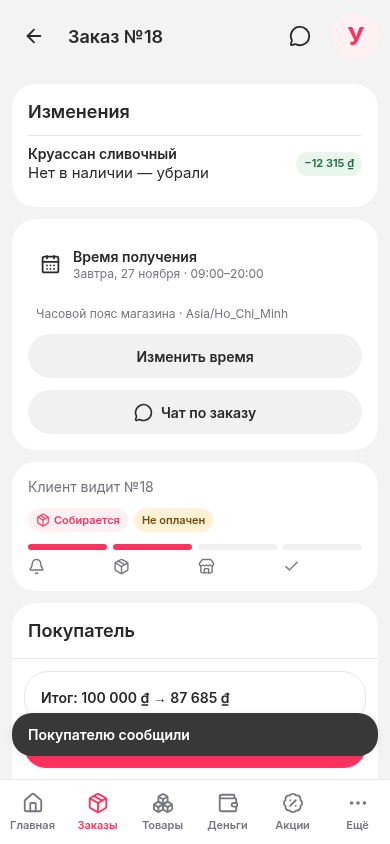 Заказ №18
У
Изменения
Круассан сливочный
Нет в наличии — убрали
−12 315 ₫
Время получения
Завтра, 27 ноября · 09:00–20:00
Часовой пояс магазина · Asia/Ho_Chi_Minh
Изменить время
Чат по заказу
Клиент видит №18
Собирается
Не оплачен
Покупатель
Итог: 100 000 ₫ → 87 685 ₫
Покупателю сообщили
Главная
Заказы
Товары
Деньги
Акции
Ещё